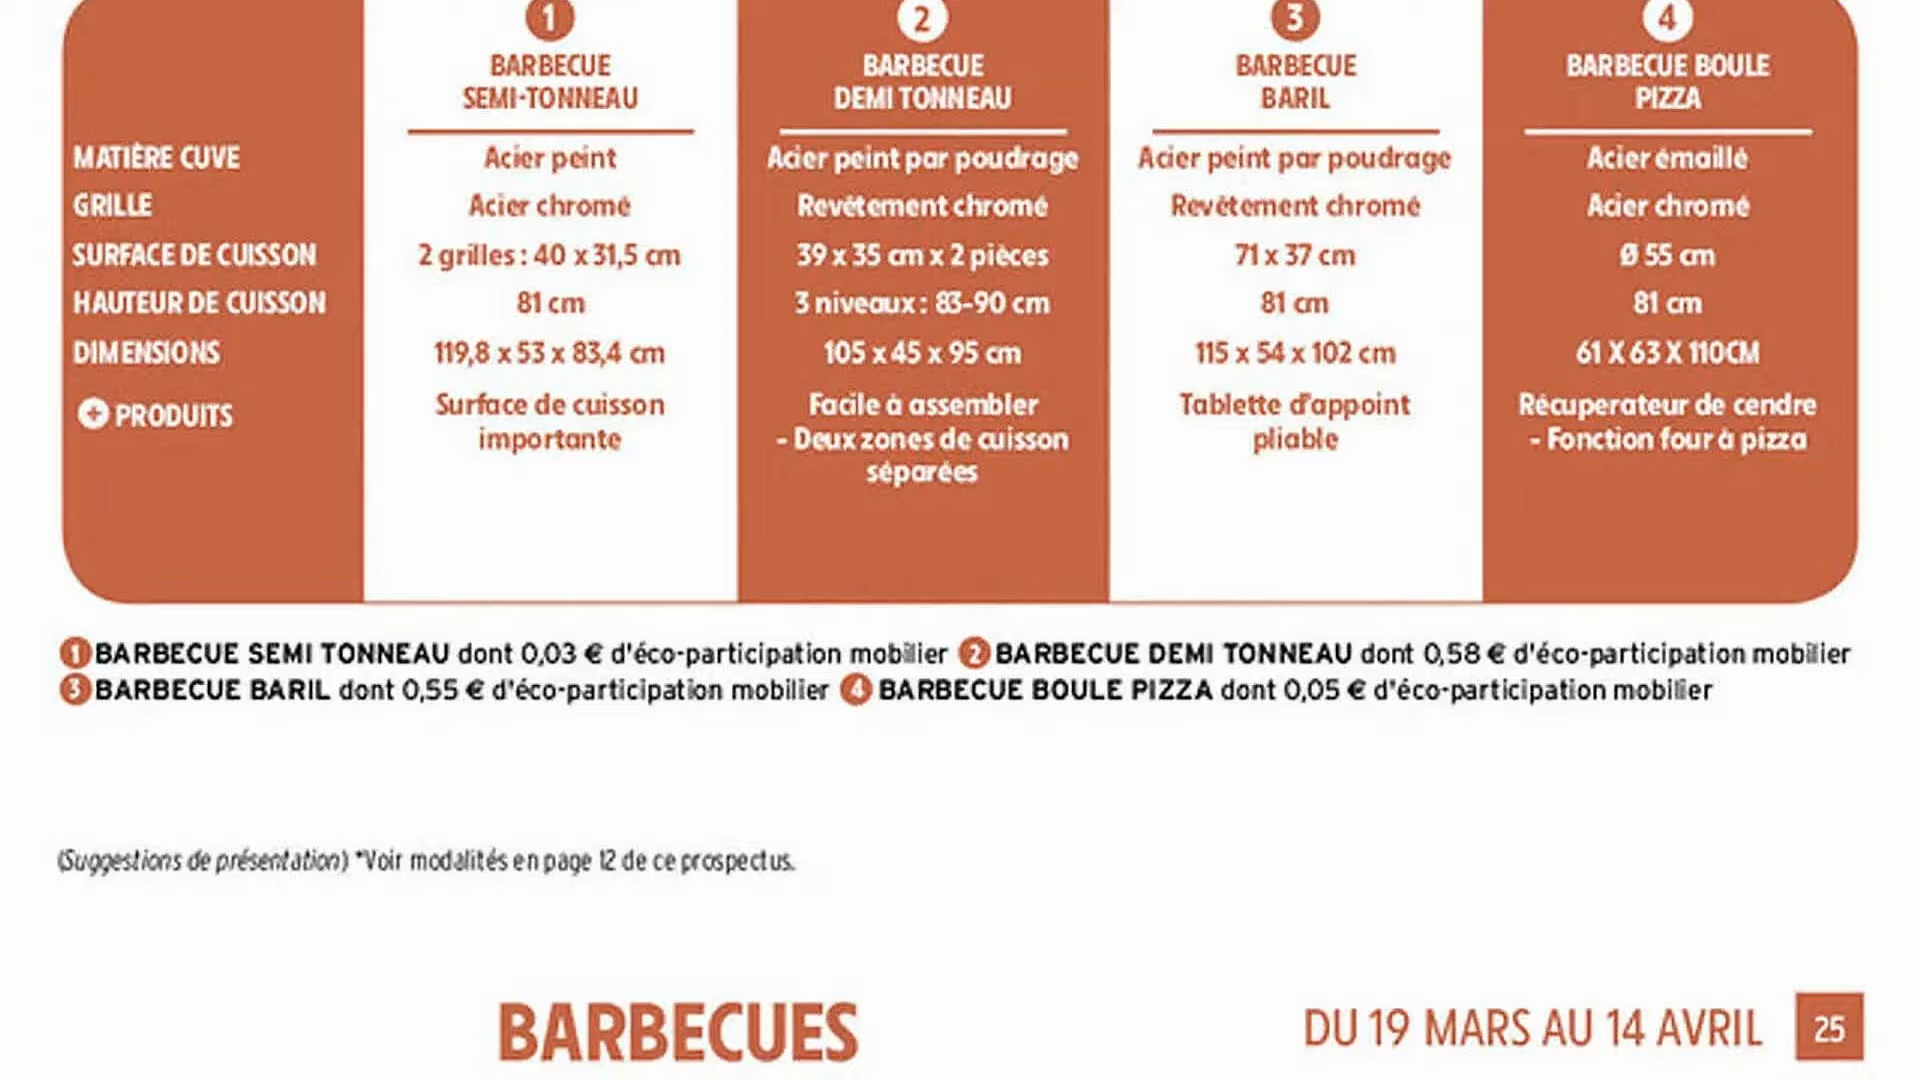 1 2 3 4
BARBECUE SEMI-TONNEAU BARBECUE DEMI TONNEAU BARBECUE BARIL BARBECUE BOULE PIZZA
MATIÈRE CUVE Acier peint Acier peint par poudrage Acier peint par poudrage Acier émaillé
GRILLE Acier chromé Revêtement chromé Revêtement chromé Acier chromé
SURFACE DE CUISSON 2 grilles : 40 x 31,5 cm 39 x 35 cm x 2 pièces 71 x 37 cm Ø 55 cm
HAUTEUR DE CUISSON 81 cm 3 niveaux : 83-90 cm 81 cm 81 cm
DIMENSIONS 119,8 x 53 x 83,4 cm 105 x 45 x 95 cm 115 x 54 x 102 cm 61 X 63 X 110CM
+ PRODUITS Surface de cuisson importante Facile à assembler - Deux zones de cuisson séparées Tablette d'appoint pliable Récuperateur de cendre - Fonction four à pizza
1 BARBECUE SEMI TONNEAU dont 0,03 € d'éco-participation mobilier 2 BARBECUE DEMI TONNEAU dont 0,58 € d'éco-participation mobilier
3 BARBECUE BARIL dont 0,55 € d'éco-participation mobilier 4 BARBECUE BOULE PIZZA dont 0,05 € d'éco-participation mobilier
(Suggestions de présentation) *Voir modalités en page 12 de ce prospectus.
BARBECUES DU 19 MARS AU 14 AVRIL 25